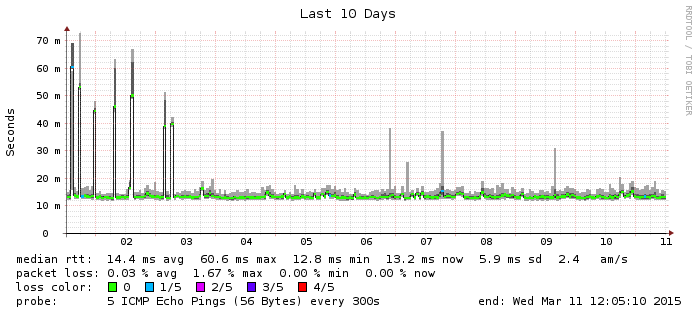 Last 10 Days
RRDTOOL / TOBI OETIKER
Seconds
70 m
60 m
50 m
40 m
30 m
20 m
10 m
0
02 03 04 05 06 07 08 09 10 11
median rtt: 14.4 ms avg 60.6 ms max 12.8 ms min 13.2 ms now 5.9 ms sd 2.4 am/s
packet loss: 0.03 % avg 1.67 % max 0.00 % min 0.00 % now
loss color: 0 1/5 2/5 3/5 4/5
probe: 5 ICMP Echo Pings (56 Bytes) every 300s end: Wed Mar 11 12:05:10 2015